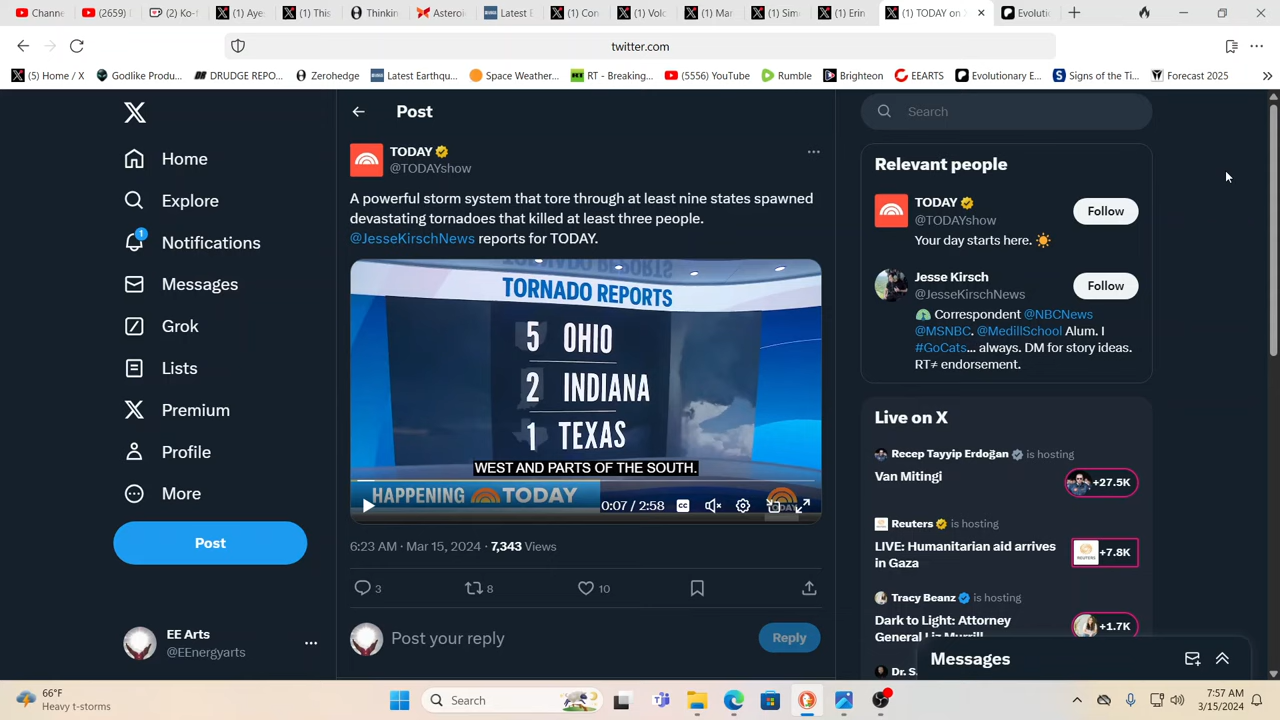 Channe
(2659)
(2) Ko-f
(1) Aye
(1) This
Thinkin
Asteroi
Latest E
(1) Cor
(1) Volc
(1) Mar
(1) Sim
(1) Erin
(1) TODAY on X
Evoluti
twitter.com
(5) Home / X
Godlike Produ...
DRUDGE REPO...
Zerohedge
Latest Earthqu...
Space Weather...
RT - Breaking...
(5556) YouTube
Rumble
Brighteon
EEARTS
Evolutionary E...
Signs of the Ti...
Forecast 2025
Home
Explore
1
Notifications
Messages
Grok
Lists
Premium
Profile
More
Post
EE Arts
@EEnergyarts
Post
TODAY
@TODAYshow
A powerful storm system that tore through at least nine states spawned
devastating tornadoes that killed at least three people.
@JesseKirschNews reports for TODAY.
TORNADO REPORTS
5 OHIO
2 INDIANA
1 TEXAS
WEST AND PARTS OF THE SOUTH.
HAPPENING TODAY
0:07 / 2:58
CC
TODAY
6:23 AM · Mar 15, 2024 · 7,343 Views
3
8
10
Post your reply
Reply
Search
Relevant people
TODAY
@TODAYshow
Follow
Your day starts here.
Jesse Kirsch
@JesseKirschNews
Follow
Correspondent @NBCNews
@MSNBC. @MedillSchool Alum. I
#GoCats... always. DM for story ideas.
RT≠ endorsement.
Live on X
Recep Tayyip Erdoğan is hosting
Van Mitingi
+27.5K
Reuters is hosting
LIVE: Humanitarian aid arrives
in Gaza
+7.8K
Tracy Beanz is hosting
Dark to Light: Attorney
General Liz Murrill
+1.7K
Dr. S
Messages
66°F
Heavy t-storms
Search
7:57 AM
3/15/2024